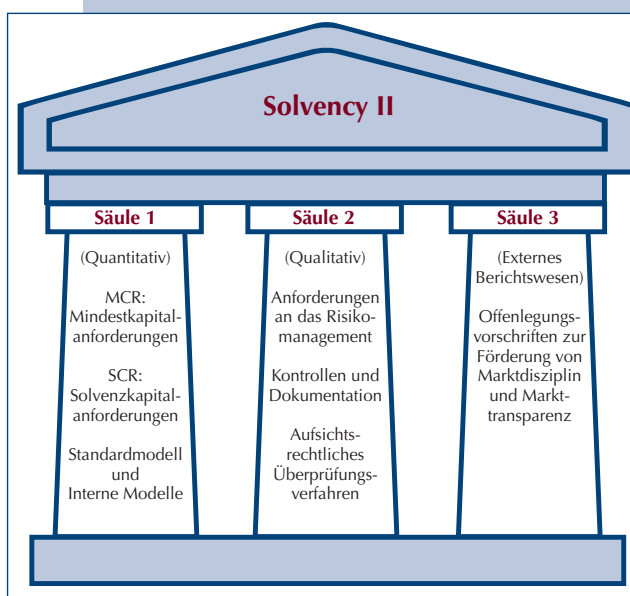 Solvency II
Säule 1
(Quantitativ)
MCR:
Mindestkapital-
anforderungen
SCR:
Solvenzkapital-
anforderungen
Standardmodell
und
Interne Modelle
Säule 2
(Qualitativ)
Anforderungen
an das Risiko-
management
Kontrollen und
Dokumentation
Aufsichts-
rechtliches
Überprüfungs-
verfahren
Säule 3
(Externes
Berichtswesen)
Offenlegungs-
vorschriften zur
Förderung von
Marktdisziplin
und Markt-
transparenz